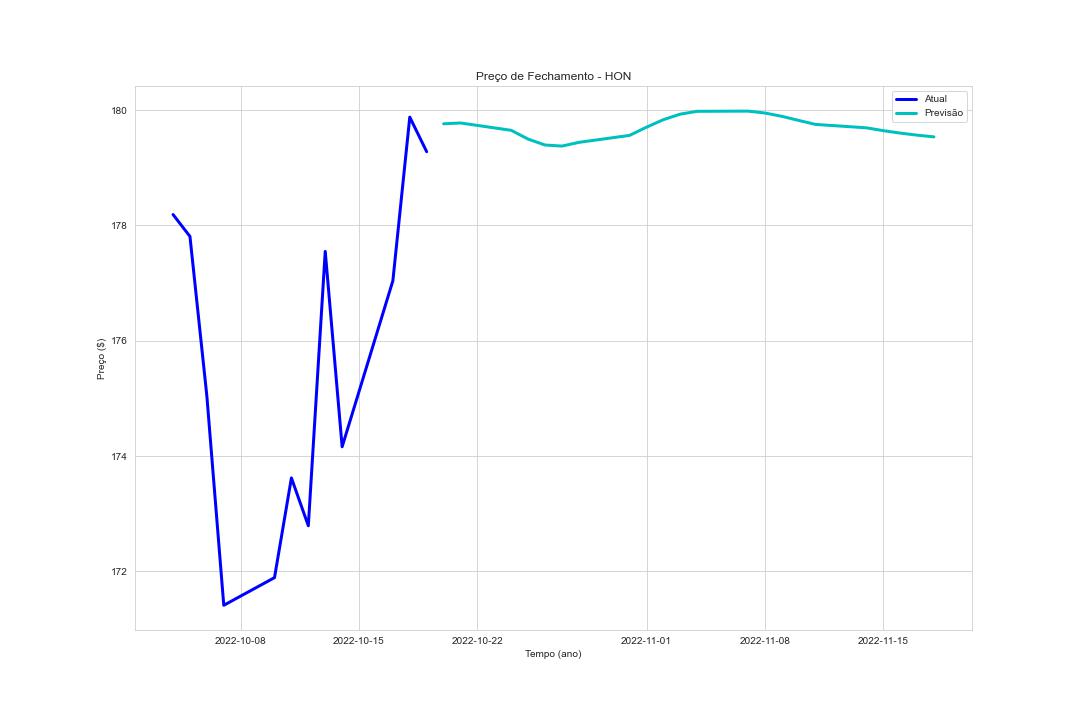 Preço de Fechamento - HON
Atual
Previsão
180
178
176
174
172
Preço ($)
2022-10-08
2022-10-15
2022-10-22
2022-11-01
2022-11-08
2022-11-15
Tempo (ano)